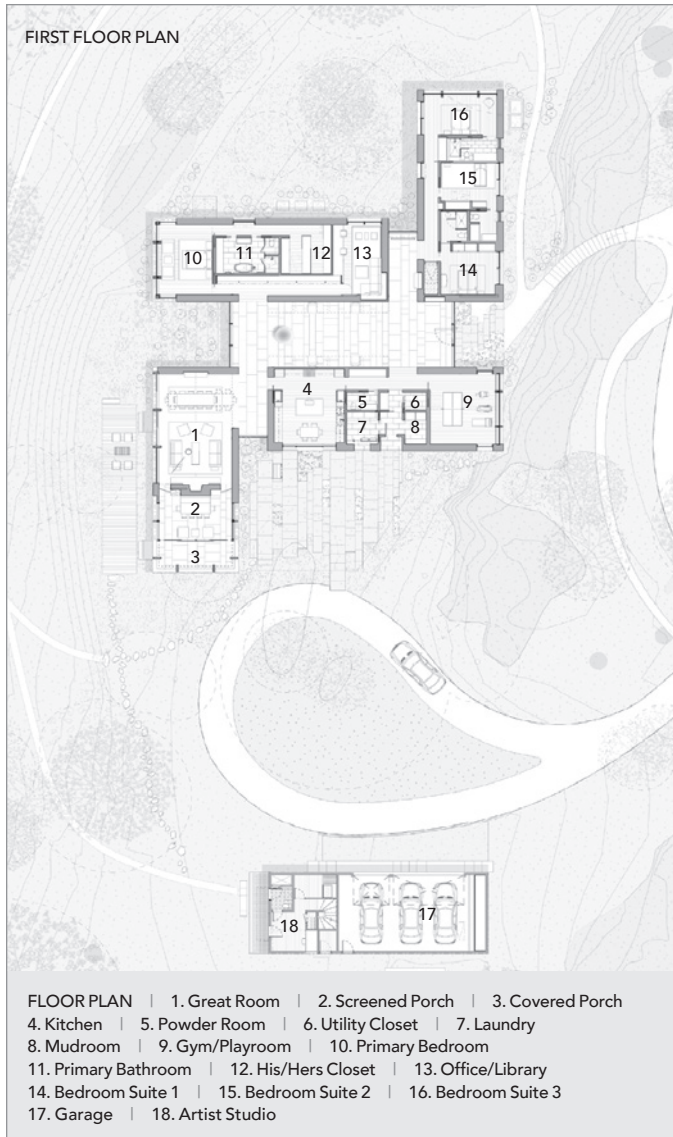 FIRST FLOOR PLAN
16
15
10
11
12
13
14
4
9
5
6
1
7
8
2
3
17
18
FLOOR PLAN | 1. Great Room | 2. Screened Porch | 3. Covered Porch
4. Kitchen | 5. Powder Room | 6. Utility Closet | 7. Laundry
8. Mudroom | 9. Gym/Playroom | 10. Primary Bedroom
11. Primary Bathroom | 12. His/Hers Closet | 13. Office/Library
14. Bedroom Suite 1 | 15. Bedroom Suite 2 | 16. Bedroom Suite 3
17. Garage | 18. Artist Studio